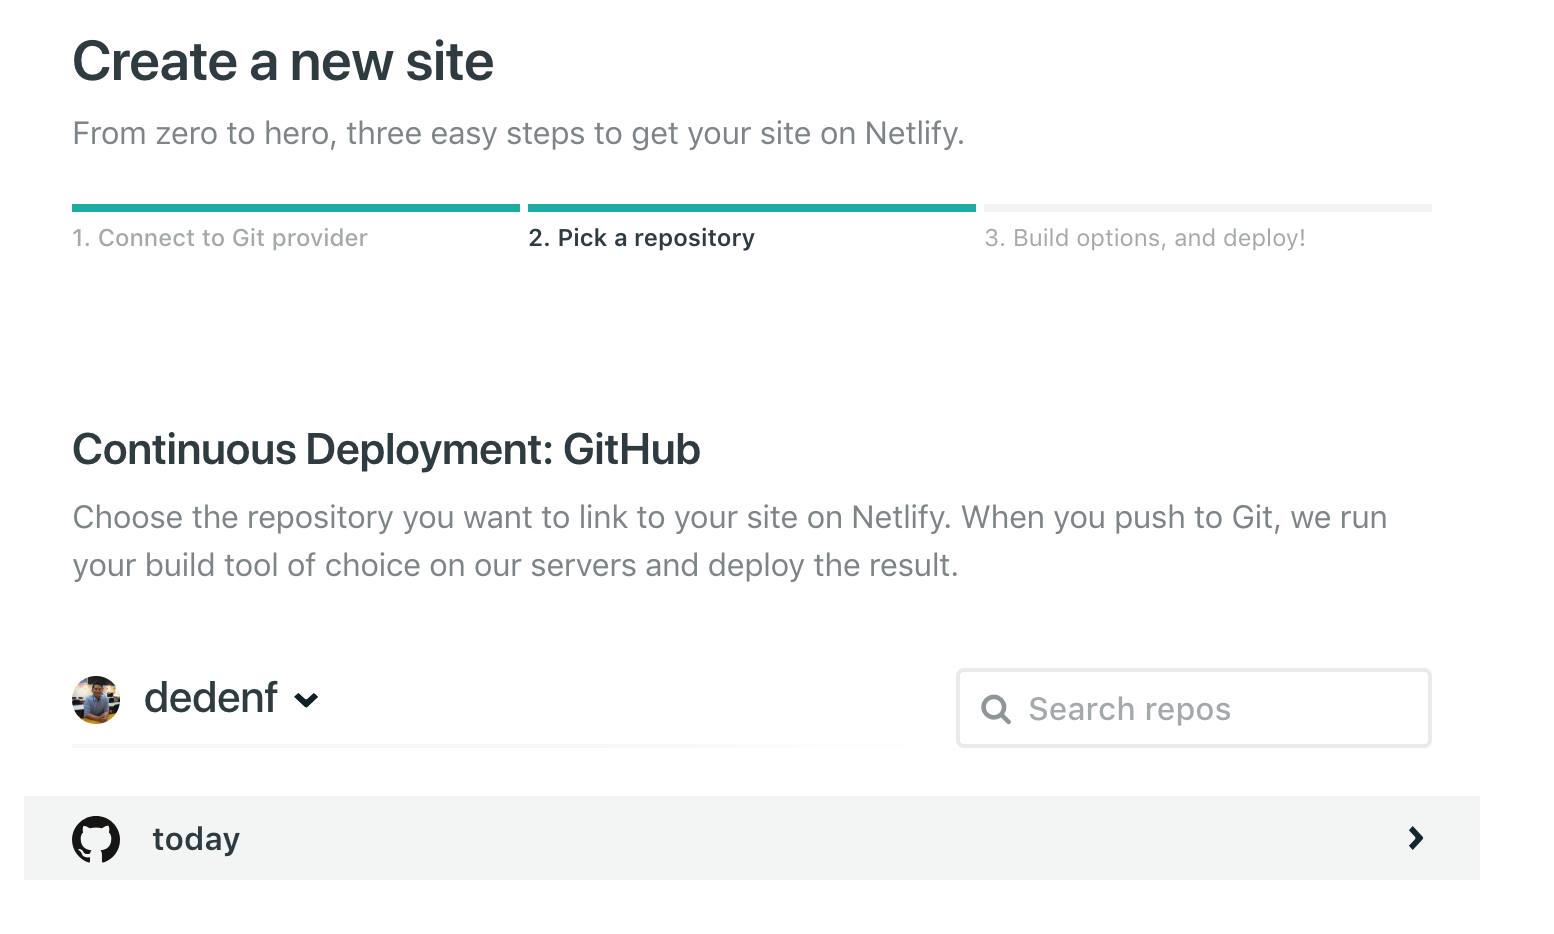 Create a new site
From zero to hero, three easy steps to get your site on Netlify.
1. Connect to Git provider
2. Pick a repository
3. Build options, and deploy!
Continuous Deployment: GitHub
Choose the repository you want to link to your site on Netlify. When you push to Git, we run
your build tool of choice on our servers and deploy the result.
dedenf
Search repos
today